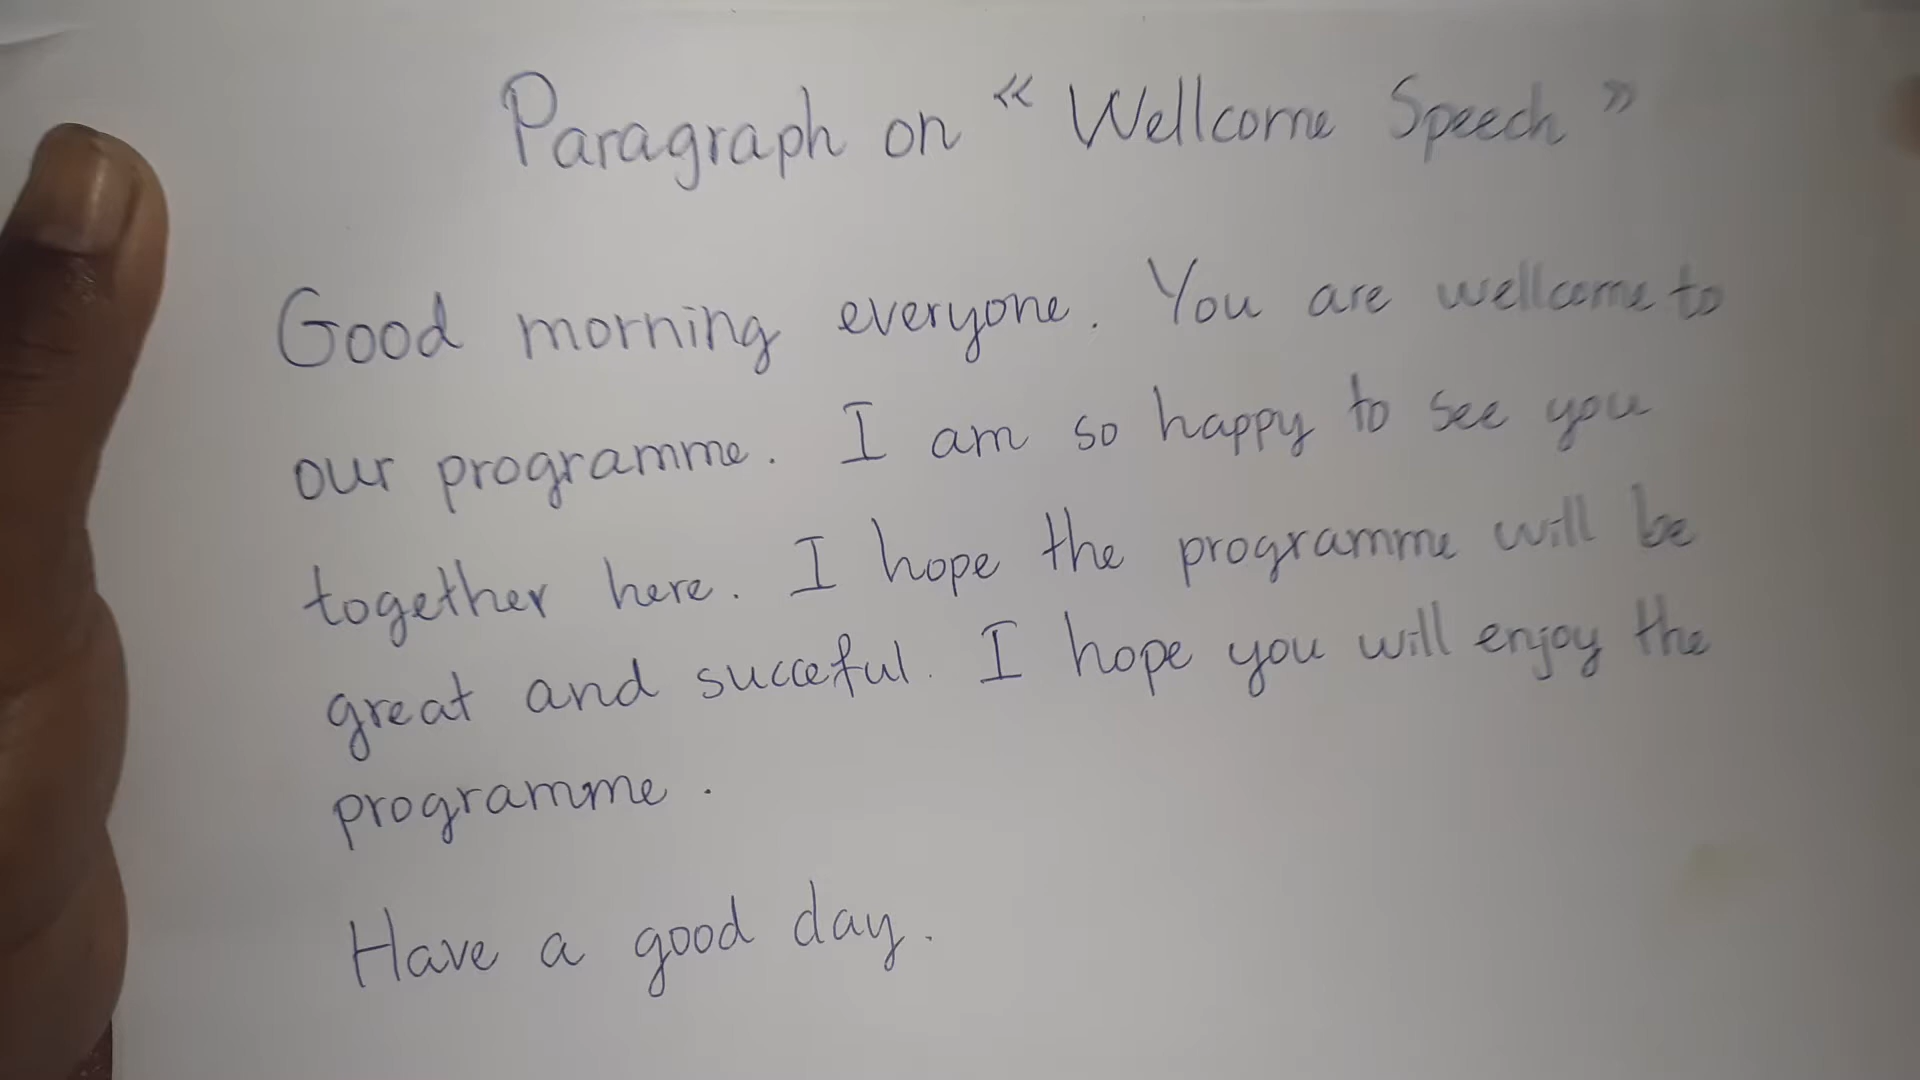 Paragraph on “Wellcome Speech”
Good morning everyone. You are wellcome to
our programme. I am so happy to see you
together here. I hope the programme will be
great and succeful. I hope you will enjoy the
programme.
Have a good day.